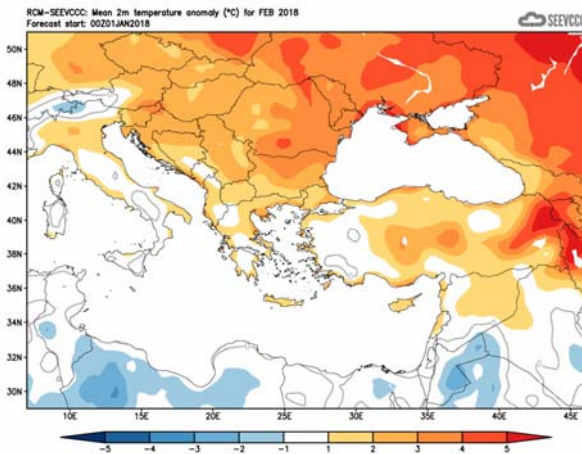 RCM-SEEVCCC: Mean 2m temperature anomaly (°C) for FEB 2018
Forecast start: 00Z01JAN2018
SEEVCCC
50N
48N
46N
44N
42N
40N
38N
36N
34N
32N
30N
10E 15E 20E 25E 30E 35E 40E 45E
-5 -4 -3 -2 -1 1 2 3 4 5